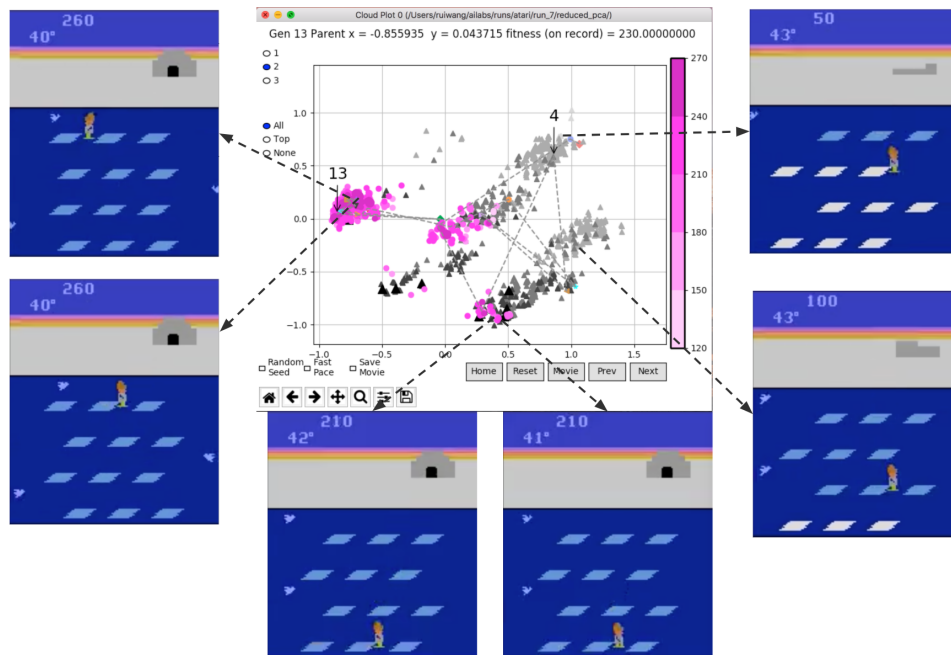 260
40°
260
40°
Cloud Plot 0 (/Users/ruiwang/ailabs/runs/atari/run_7/reduced_pca/)
Gen 13 Parent x = -0.855935 y = 0.043715 fitness (on record) = 230.00000000
1
2
3
All
Top
None
1.0
0.5
0.0
−0.5
−1.0
−1.0
−0.5
0.0
0.5
1.0
1.5
13
4
270
240
210
180
150
120
Random Seed
Fast Pace
Save Movie
Home
Reset
Movie
Prev
Next
210
42°
210
41°
50
43°
100
43°